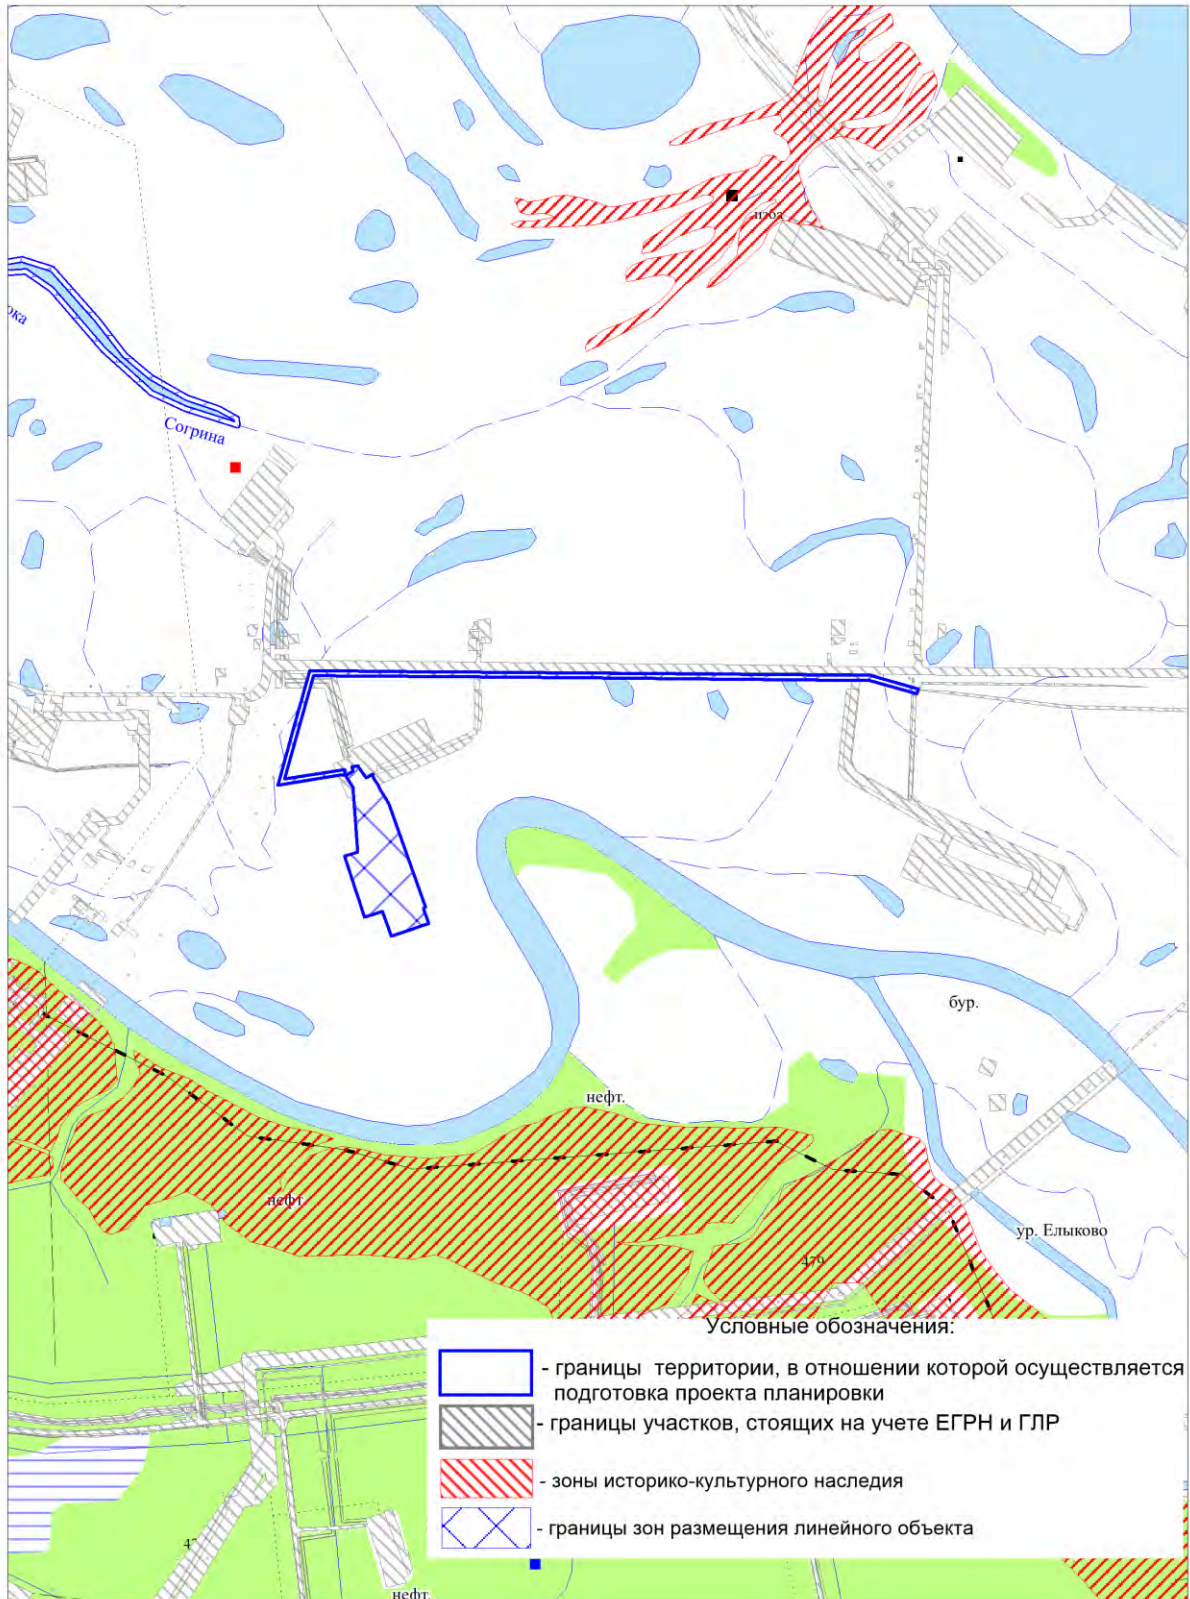 изба
ока
Согрина
бур.
нефт.
нефт.
ур. Елыково
479
Условные обозначения:
- границы территории, в отношении которой осуществляется
подготовка проекта планировки
- границы участков, стоящих на учете ЕГРН и ГЛР
- зоны историко-культурного наследия
- границы зон размещения линейного объекта
нефт.